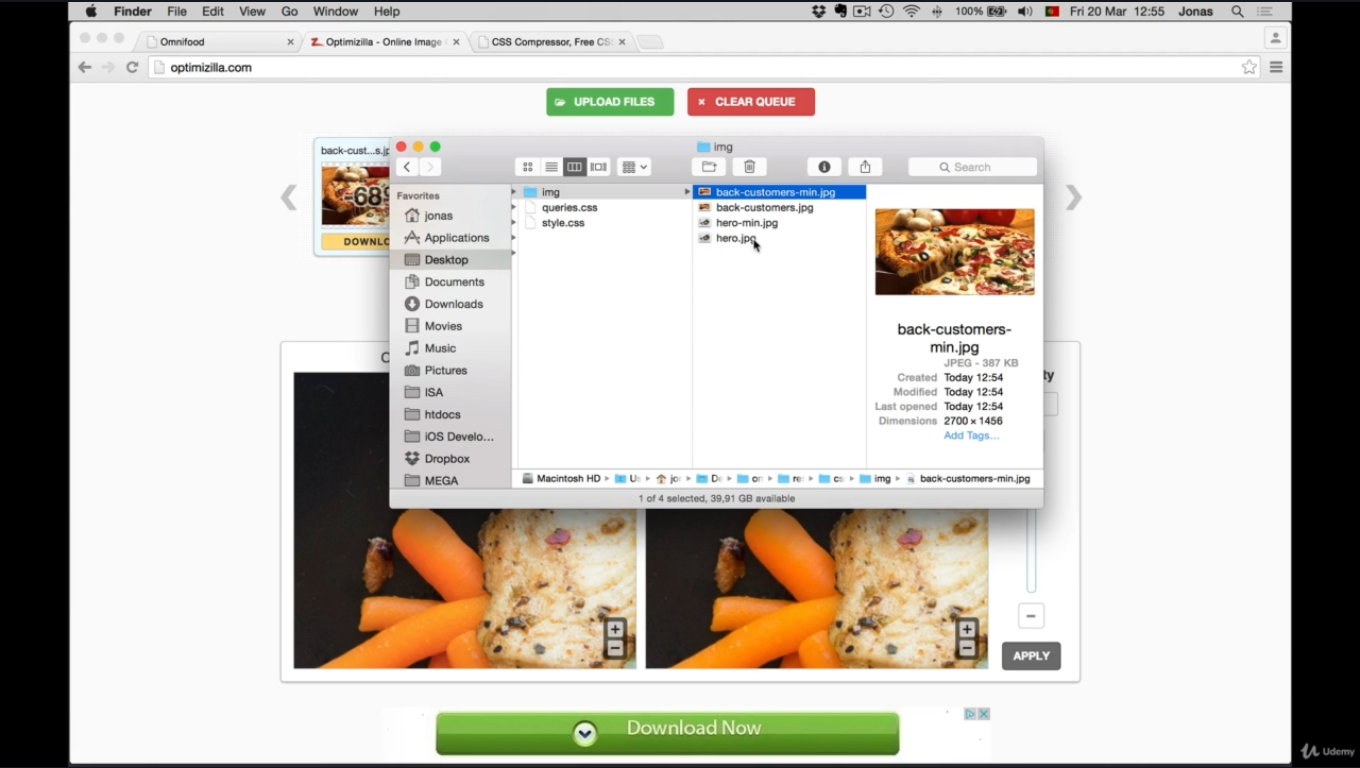 Finder File Edit View Go Window Help 100% Fri 20 Mar 12:55 Jonas
Omnifood Optimizilla - Online Image CSS Compressor, Free CS
optimizilla.com
UPLOAD FILES CLEAR QUEUE
img
back-cust...s.jp
Search
-68
DOWNLO
Favorites
jonas
Applications
Desktop
Documents
Downloads
Movies
Music
Pictures
ISA
htdocs
iOS Develo...
Dropbox
MEGA
img
queries.css
style.css
back-customers-min.jpg
back-customers.jpg
hero-min.jpg
hero.jpg
back-customers-
min.jpg
JPEG - 387 KB
Created Today 12:54
Modified Today 12:54
Last opened Today 12:54
Dimensions 2700 × 1456
Add Tags...
Macintosh HD img back-customers-min.jpg
1 of 4 selected, 39,91 GB available
ty
+ +
− − −
APPLY
Download Now
Udemy